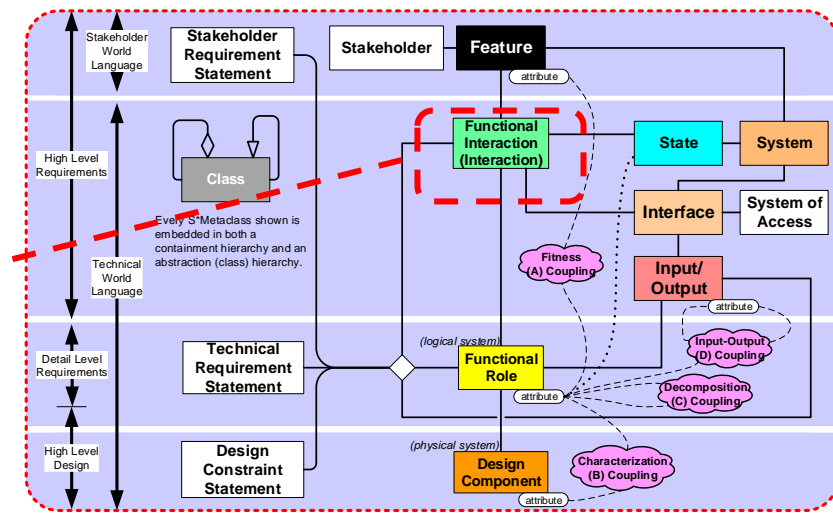 Stakeholder
World
Language
Stakeholder
Requirement
Statement
Stakeholder
Feature
attribute
High Level
Requirements
Technical
World
Language
Class
Every S*Metaclass shown is
embedded in both a
containment hierarchy and an
abstraction (class) hierarchy.
Functional
Interaction
(Interaction)
State
System
Interface
System of
Access
Fitness
(A) Coupling
Input/
Output
attribute
Detail Level
Requirements
Technical
Requirement
Statement
(logical system)
Functional
Role
attribute
Input-Output
(D) Coupling
Decomposition
(C) Coupling
High Level
Design
Design
Constraint
Statement
(physical system)
Design
Component
attribute
Characterization
(B) Coupling